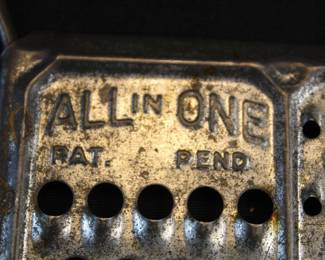 ALL IN ONE
PAT. PEND.